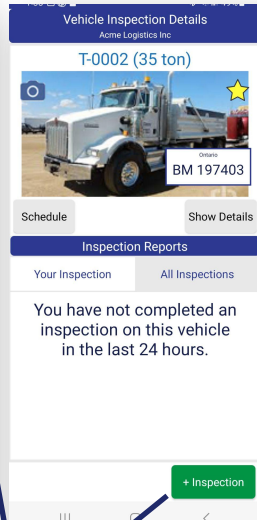 Vehicle Inspection Details
Acme Logistics Inc
T-0002 (35 ton)
Ontario
BM 197403
Schedule
Show Details
Inspection Reports
Your Inspection
All Inspections
You have not completed an
inspection on this vehicle
in the last 24 hours.
+ Inspection